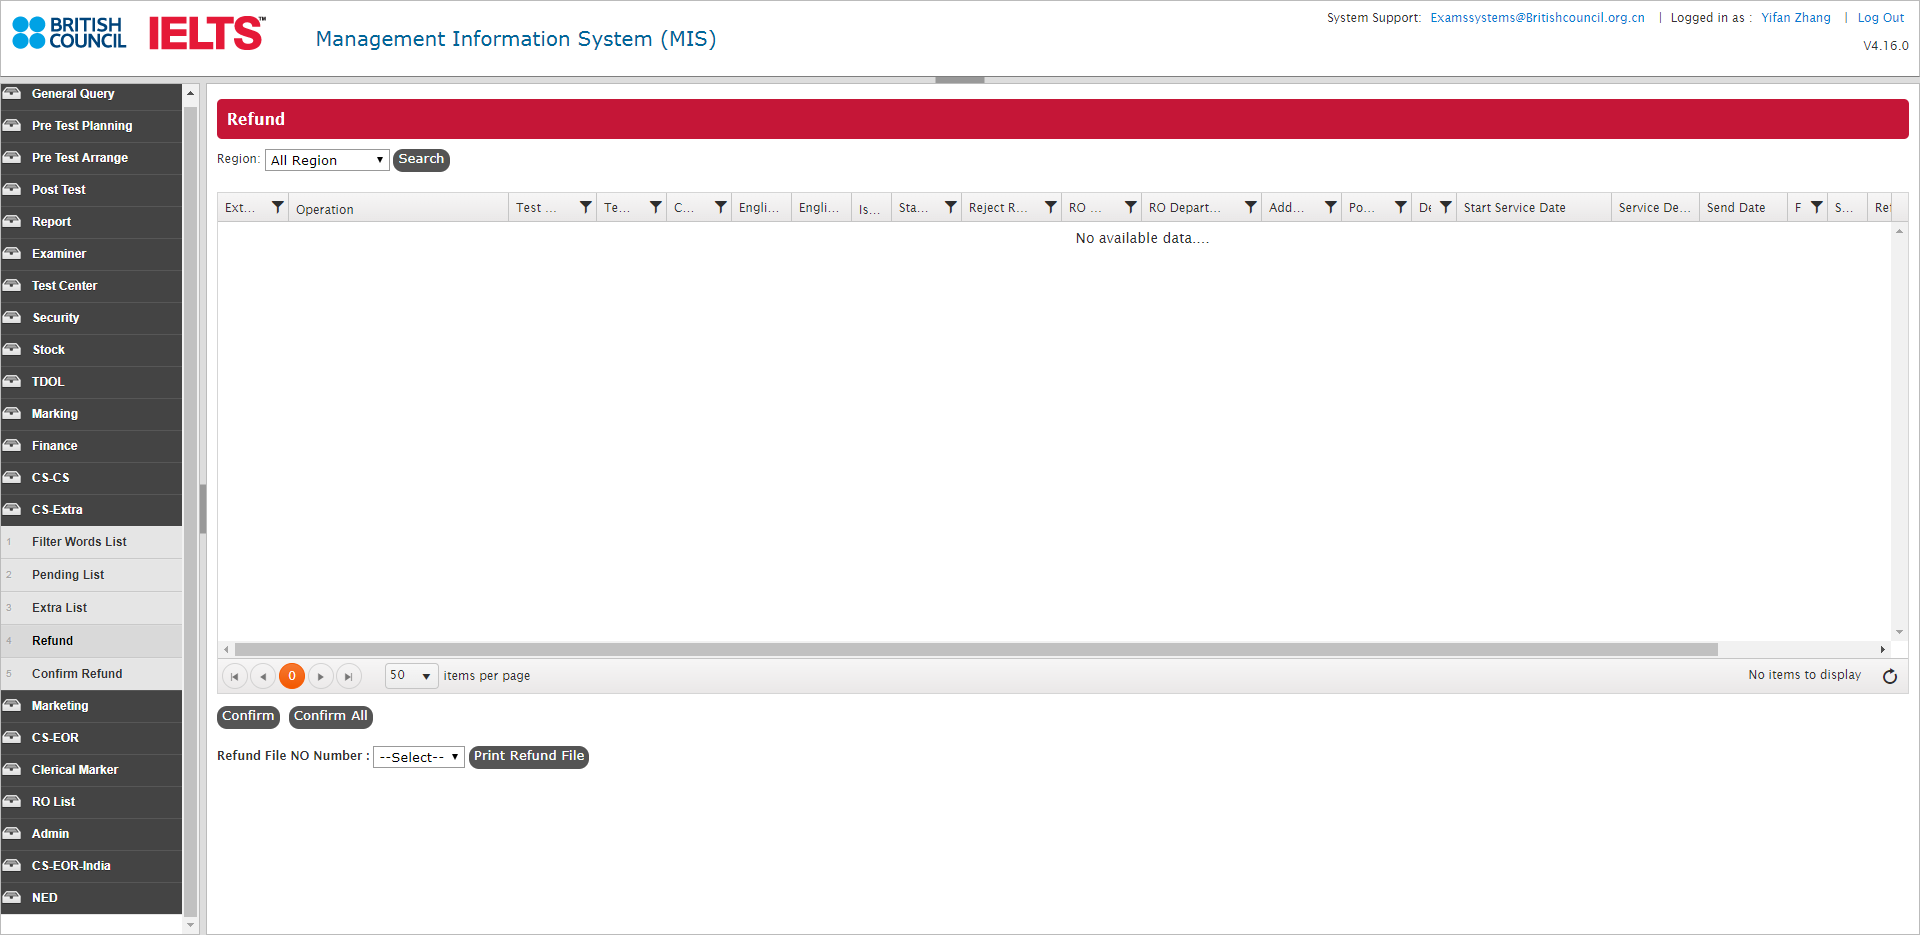 BRITISH
COUNCIL
IELTS™
Management Information System (MIS)
System Support: Examssystems@Britishcouncil.org.cn | Logged in as : Yifan Zhang | Log Out
V4.16.0
General Query
Pre Test Planning
Pre Test Arrange
Post Test
Report
Examiner
Test Center
Security
Stock
TDOL
Marking
Finance
CS-CS
CS-Extra
1 Filter Words List
2 Pending List
3 Extra List
4 Refund
5 Confirm Refund
Marketing
CS-EOR
Clerical Marker
RO List
Admin
CS-EOR-India
NED
Refund
Region: All Region Search
Ext... Operation Test ... Te... C... Engli... Engli... Is... Sta... Reject R... RO ... RO Depart... Add... Po... De Start Service Date Service De... Send Date F S... Ref
No available data....
0 50 items per page No items to display
Confirm Confirm All
Refund File NO Number : --Select-- Print Refund File